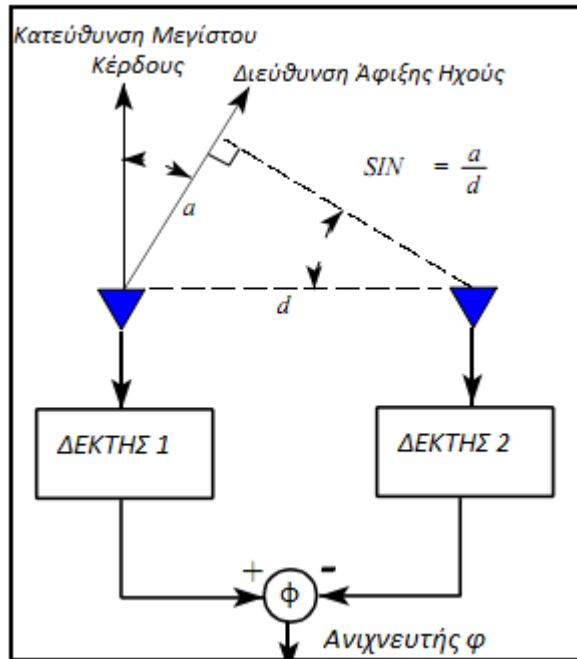 Κατεύθυνση Μεγίστου
Κέρδους
Διεύθυνση Άφιξης Ηχούς
SIN = a/d
a
d
ΔΕΚΤΗΣ 1
ΔΕΚΤΗΣ 2
+
-
ϕ
Ανιχνευτής φ